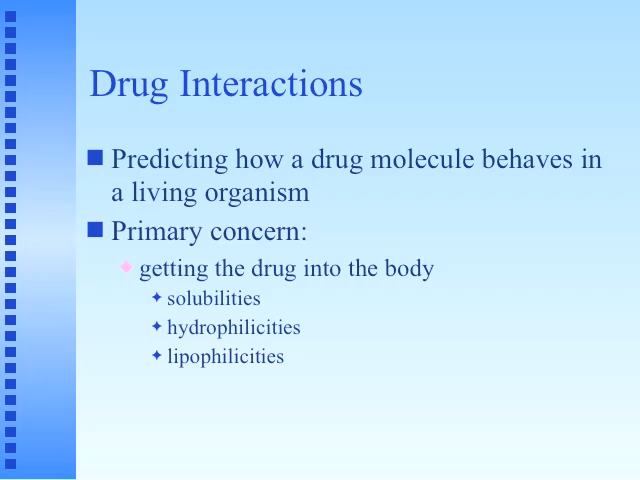 Drug Interactions
Predicting how a drug molecule behaves in
a living organism
Primary concern:
getting the drug into the body
solubilities
hydrophilicities
lipophilicities